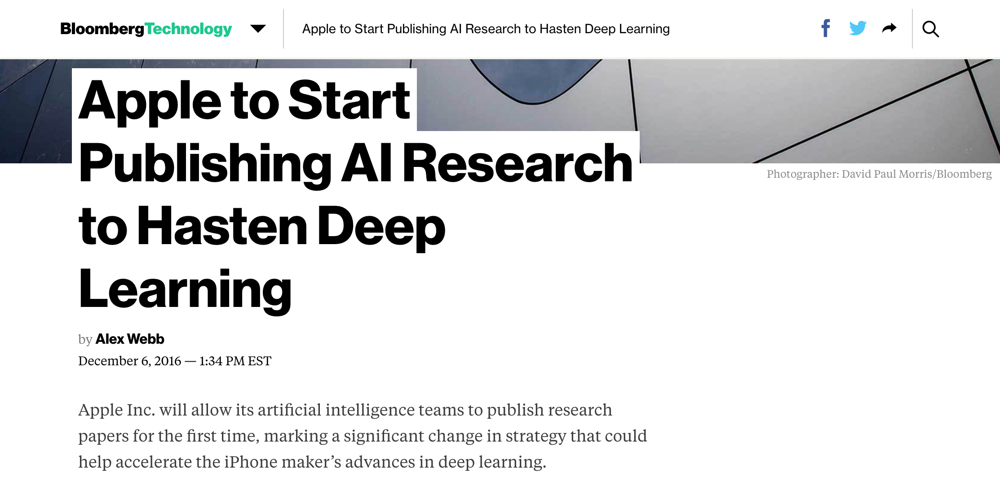 BloombergTechnology
Apple to Start Publishing AI Research to Hasten Deep Learning
Apple to Start
Publishing AI Research
to Hasten Deep
Learning
Photographer: David Paul Morris/Bloomberg
by Alex Webb
December 6, 2016 — 1:34 PM EST
Apple Inc. will allow its artificial intelligence teams to publish research
papers for the first time, marking a significant change in strategy that could
help accelerate the iPhone maker’s advances in deep learning.